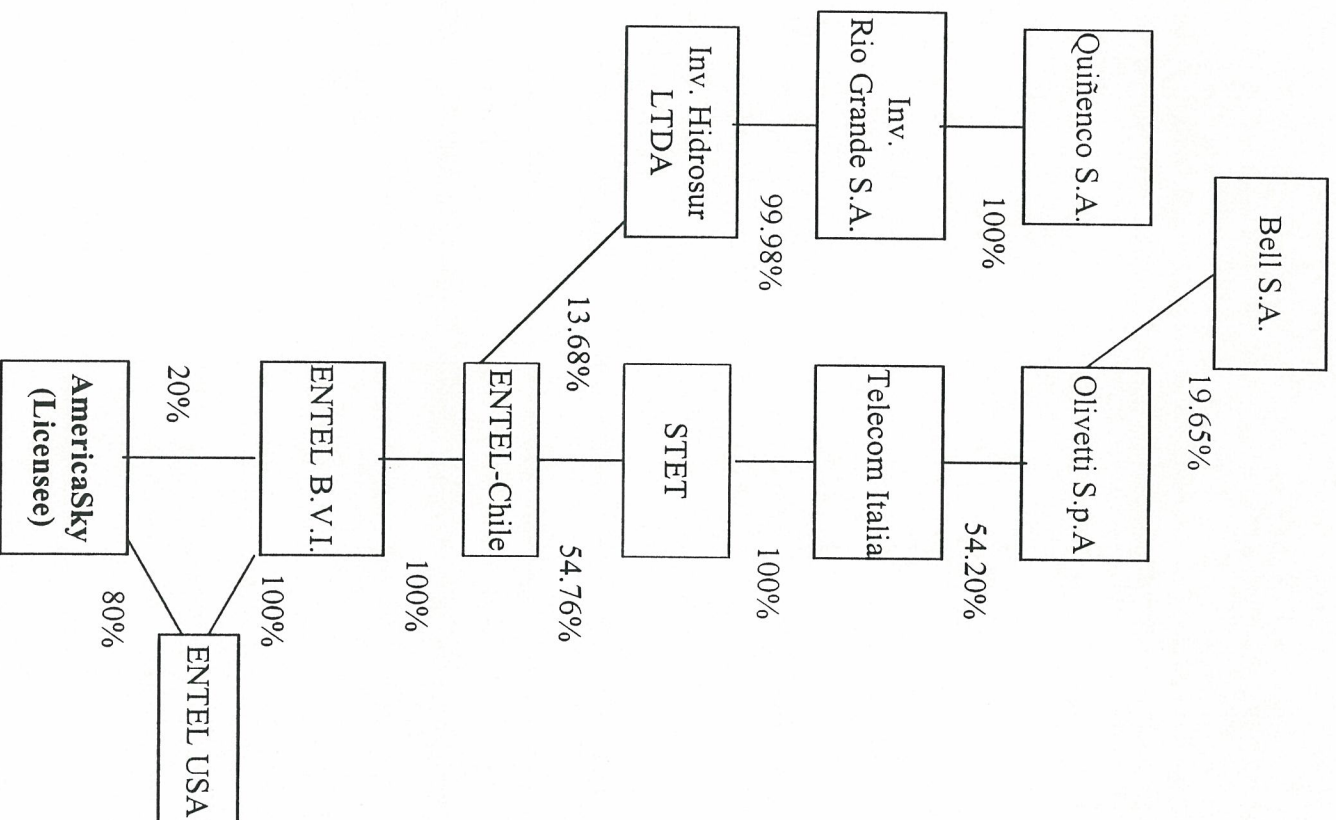 Bell S.A.
19.65%
Quiñenco S.A.
Olivetti S.p.A
100%
54.20%
Inv.
Rio Grande S.A.
Telecom Italia
99.98%
100%
Inv. Hidrosur
LTDA
STET
13.68%
54.76%
ENTEL-Chile
100%
ENTEL B.V.I.
100%
20%
ENTEL USA
80%
AmericaSky
(Licensee)